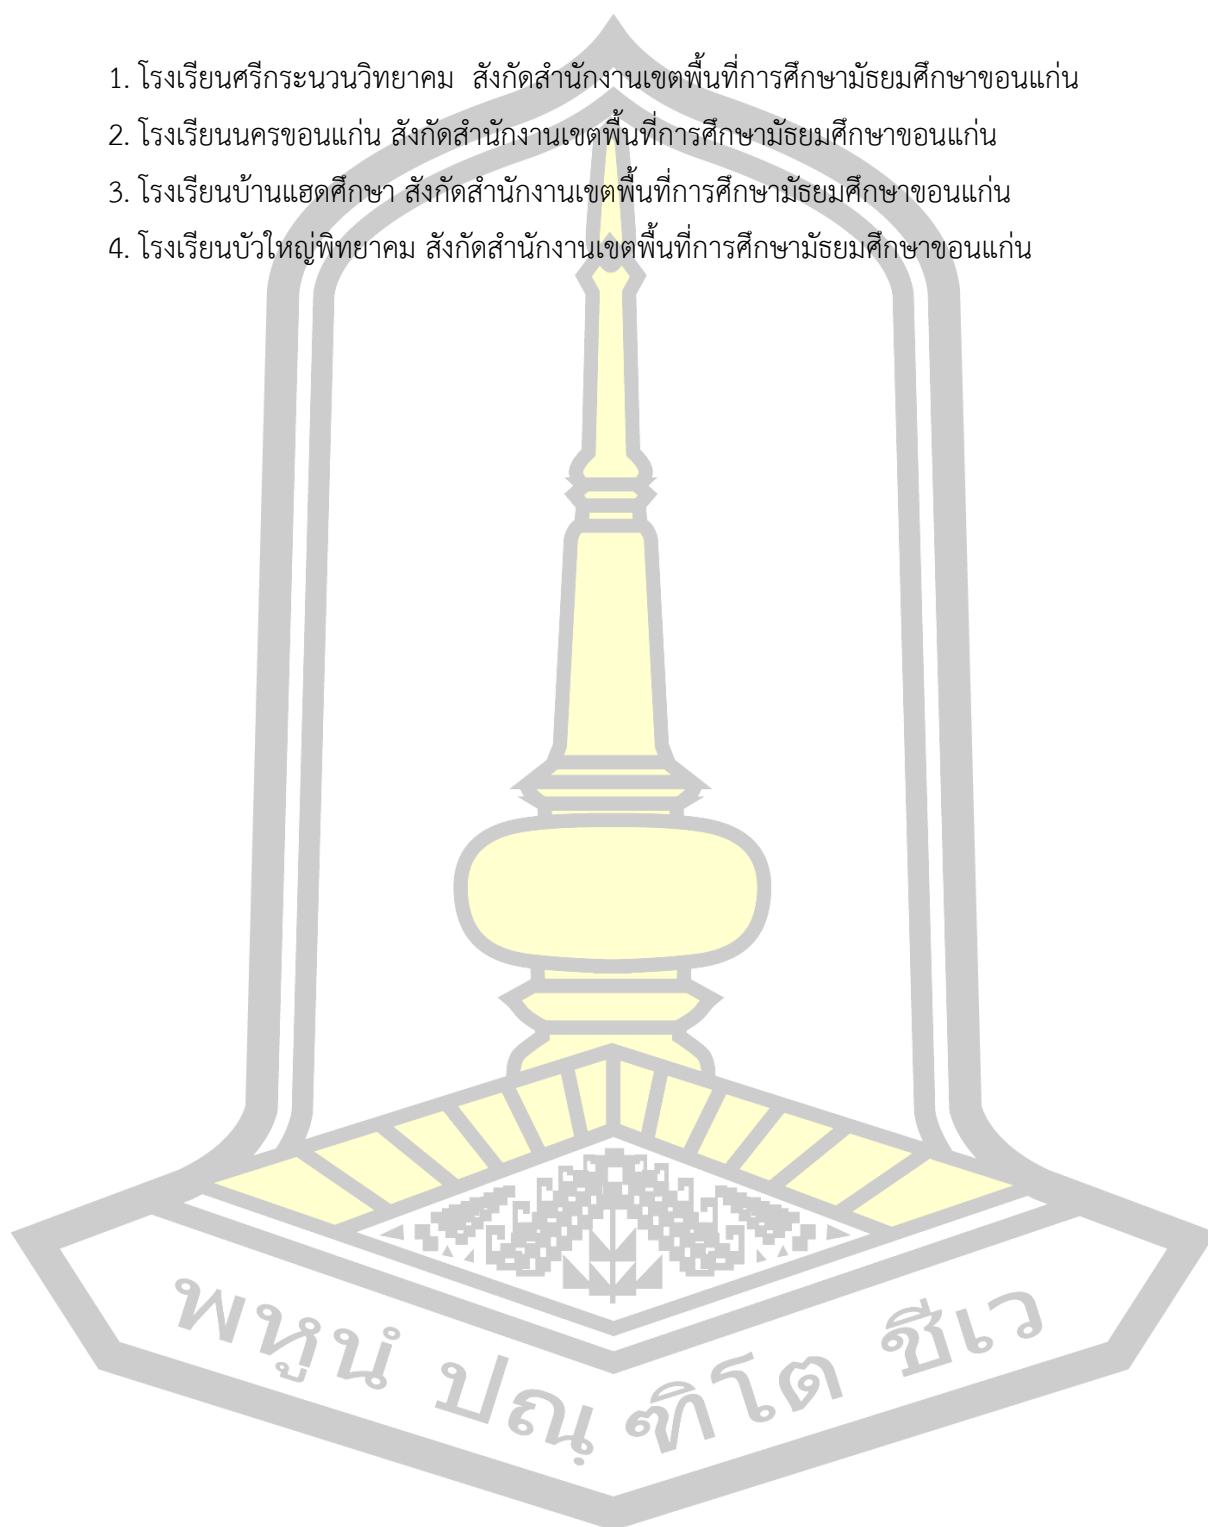 1. โรงเรียนศรีกระนวนวิทยาคม สังกัดสำนักงานเขตพื้นที่การศึกษามัธยมศึกษาขอนแก่น
2. โรงเรียนนครขอนแก่น สังกัดสำนักงานเขตพื้นที่การศึกษามัธยมศึกษาขอนแก่น
3. โรงเรียนบ้านแฮดศึกษา สังกัดสำนักงานเขตพื้นที่การศึกษามัธยมศึกษาขอนแก่น
4. โรงเรียนบัวใหญ่พิทยาคม สังกัดสำนักงานเขตพื้นที่การศึกษามัธยมศึกษาขอนแก่น
พหูนํ ปณฺฑิโต ชีเว